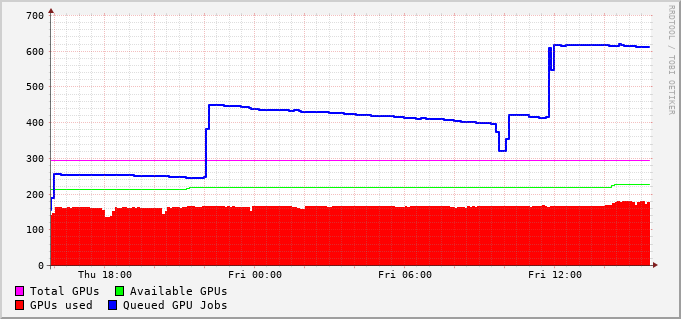 700
600
500
400
300
200
100
0
Thu 18:00 Fri 00:00 Fri 06:00 Fri 12:00
Total GPUs Available GPUs
GPUs used Queued GPU Jobs
RRDTOOL / TOBI OETIKER